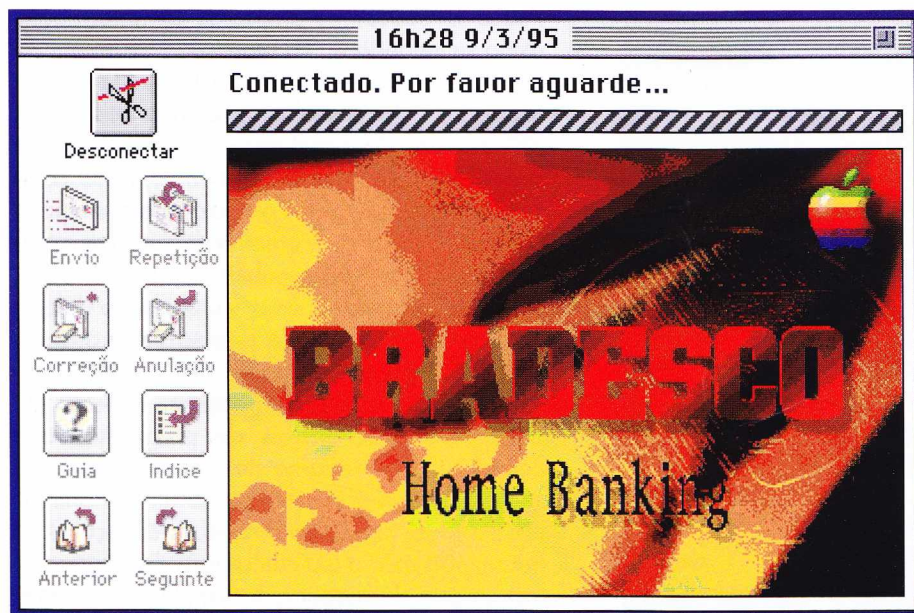 16h28 9/3/95
Conectado. Por favor aguarde...
Desconectar
Envio Repetição
Correção Anulação
Guia Indice
Anterior Seguinte
BRADESCO
Home Banking